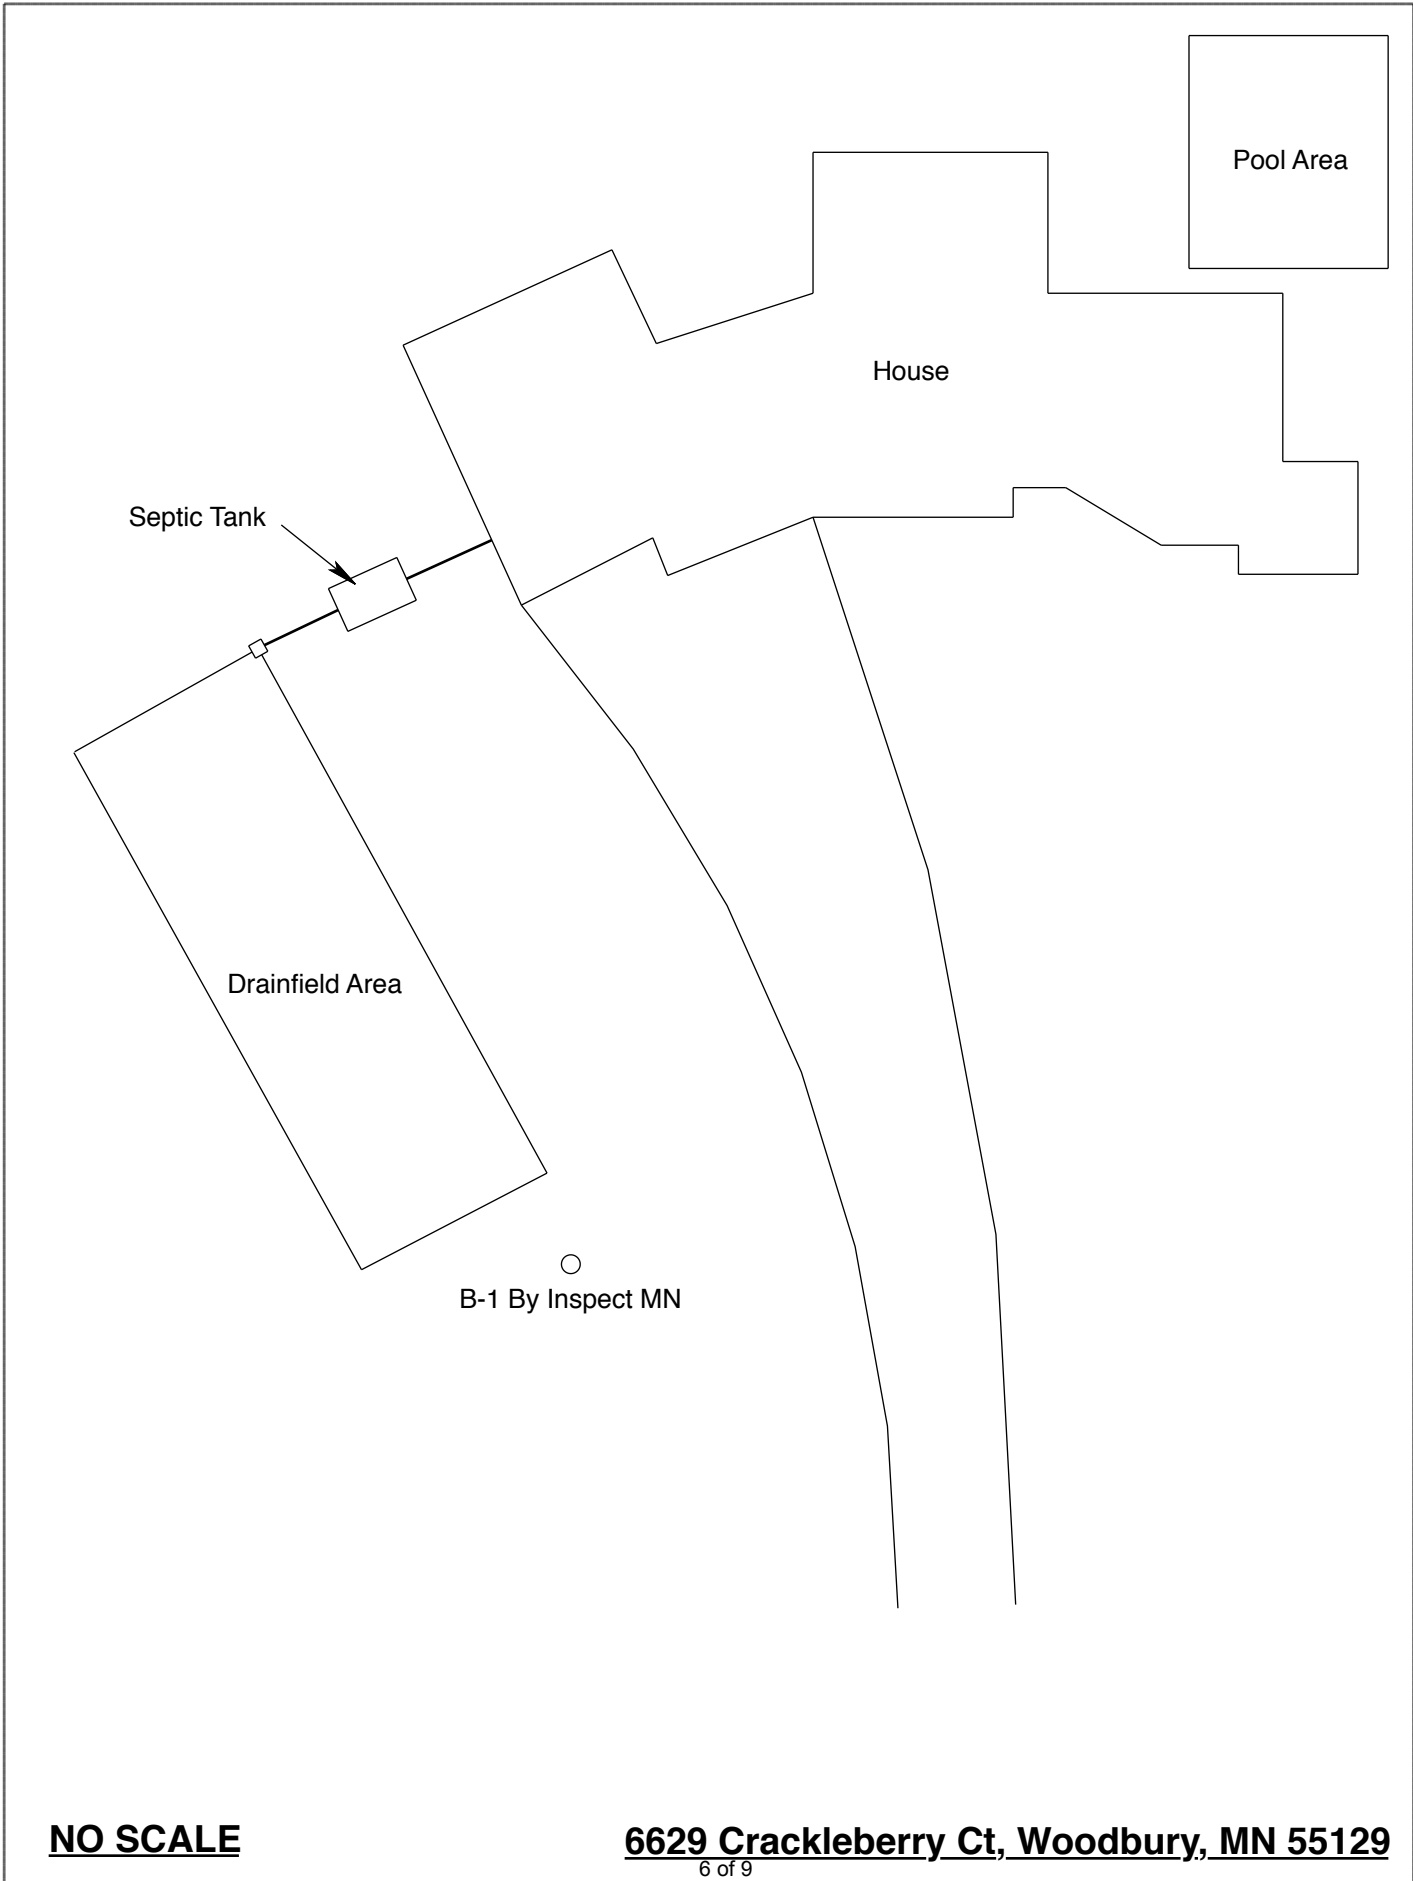 Pool Area
House
Septic Tank
Drainfield Area
B-1 By Inspect MN
NO SCALE
6629 Crackleberry Ct, Woodbury, MN 55129
6 of 9